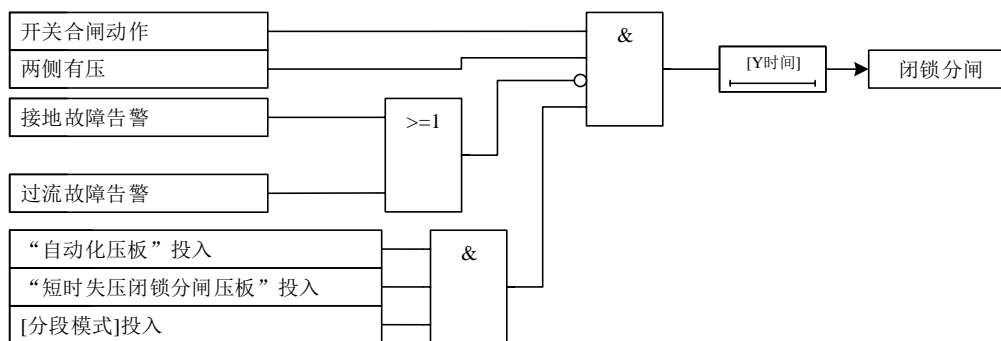 开关合闸动作
两侧有压
接地故障告警
过流故障告警
“自动化压板”投入
“短时失压闭锁分闸压板”投入
[分段模式]投入
>=1
&
&
[Y时间]
闭锁分闸